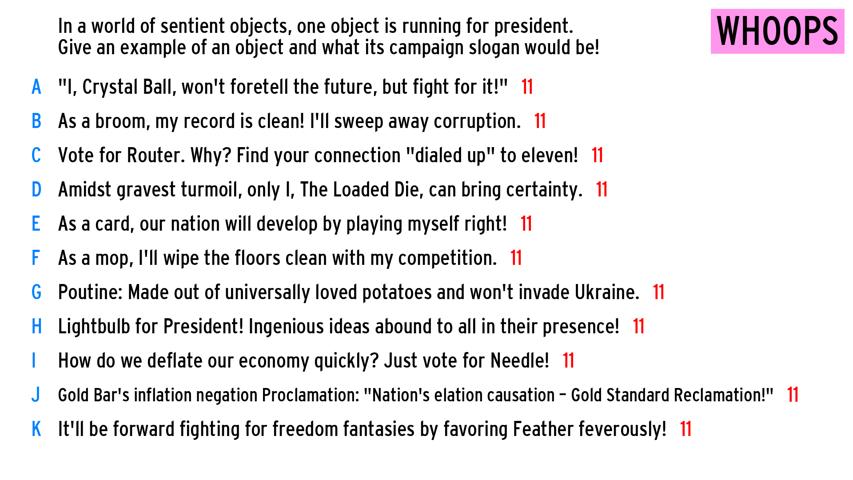 In a world of sentient objects, one object is running for president.
Give an example of an object and what its campaign slogan would be!
WHOOPS
A "I, Crystal Ball, won't foretell the future, but fight for it!" 11
B As a broom, my record is clean! I'll sweep away corruption. 11
C Vote for Router. Why? Find your connection "dialed up" to eleven! 11
D Amidst gravest turmoil, only I, The Loaded Die, can bring certainty. 11
E As a card, our nation will develop by playing myself right! 11
F As a mop, I'll wipe the floors clean with my competition. 11
G Poutine: Made out of universally loved potatoes and won't invade Ukraine. 11
H Lightbulb for President! Ingenious ideas abound to all in their presence! 11
I How do we deflate our economy quickly? Just vote for Needle! 11
J Gold Bar's inflation negation Proclamation: "Nation's elation causation – Gold Standard Reclamation!" 11
K It'll be forward fighting for freedom fantasies by favoring Feather feverously! 11